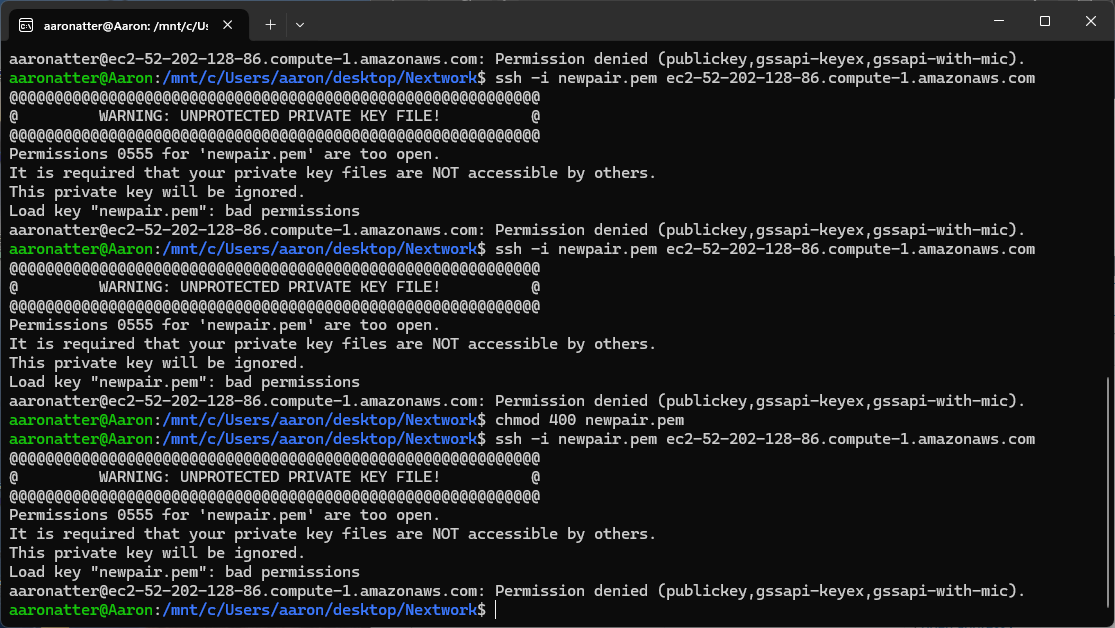 aaronatter@Aaron: /mnt/c/Us
aaronatter@ec2-52-202-128-86.compute-1.amazonaws.com: Permission denied (publickey,gssapi-keyex,gssapi-with-mic).
aaronatter@Aaron:/mnt/c/Users/aaron/desktop/Nextwork$ ssh -i newpair.pem ec2-52-202-128-86.compute-1.amazonaws.com
@@@@@@@@@@@@@@@@@@@@@@@@@@@@@@@@@@@@@@@@@@@@@@@@@@@@@@@@@@@
@         WARNING: UNPROTECTED PRIVATE KEY FILE!          @
@@@@@@@@@@@@@@@@@@@@@@@@@@@@@@@@@@@@@@@@@@@@@@@@@@@@@@@@@@@
Permissions 0555 for 'newpair.pem' are too open.
It is required that your private key files are NOT accessible by others.
This private key will be ignored.
Load key "newpair.pem": bad permissions
aaronatter@ec2-52-202-128-86.compute-1.amazonaws.com: Permission denied (publickey,gssapi-keyex,gssapi-with-mic).
aaronatter@Aaron:/mnt/c/Users/aaron/desktop/Nextwork$ ssh -i newpair.pem ec2-52-202-128-86.compute-1.amazonaws.com
@@@@@@@@@@@@@@@@@@@@@@@@@@@@@@@@@@@@@@@@@@@@@@@@@@@@@@@@@@@
@         WARNING: UNPROTECTED PRIVATE KEY FILE!          @
@@@@@@@@@@@@@@@@@@@@@@@@@@@@@@@@@@@@@@@@@@@@@@@@@@@@@@@@@@@
Permissions 0555 for 'newpair.pem' are too open.
It is required that your private key files are NOT accessible by others.
This private key will be ignored.
Load key "newpair.pem": bad permissions
aaronatter@ec2-52-202-128-86.compute-1.amazonaws.com: Permission denied (publickey,gssapi-keyex,gssapi-with-mic).
aaronatter@Aaron:/mnt/c/Users/aaron/desktop/Nextwork$ chmod 400 newpair.pem
aaronatter@Aaron:/mnt/c/Users/aaron/desktop/Nextwork$ ssh -i newpair.pem ec2-52-202-128-86.compute-1.amazonaws.com
@@@@@@@@@@@@@@@@@@@@@@@@@@@@@@@@@@@@@@@@@@@@@@@@@@@@@@@@@@@
@         WARNING: UNPROTECTED PRIVATE KEY FILE!          @
@@@@@@@@@@@@@@@@@@@@@@@@@@@@@@@@@@@@@@@@@@@@@@@@@@@@@@@@@@@
Permissions 0555 for 'newpair.pem' are too open.
It is required that your private key files are NOT accessible by others.
This private key will be ignored.
Load key "newpair.pem": bad permissions
aaronatter@ec2-52-202-128-86.compute-1.amazonaws.com: Permission denied (publickey,gssapi-keyex,gssapi-with-mic).
aaronatter@Aaron:/mnt/c/Users/aaron/desktop/Nextwork$